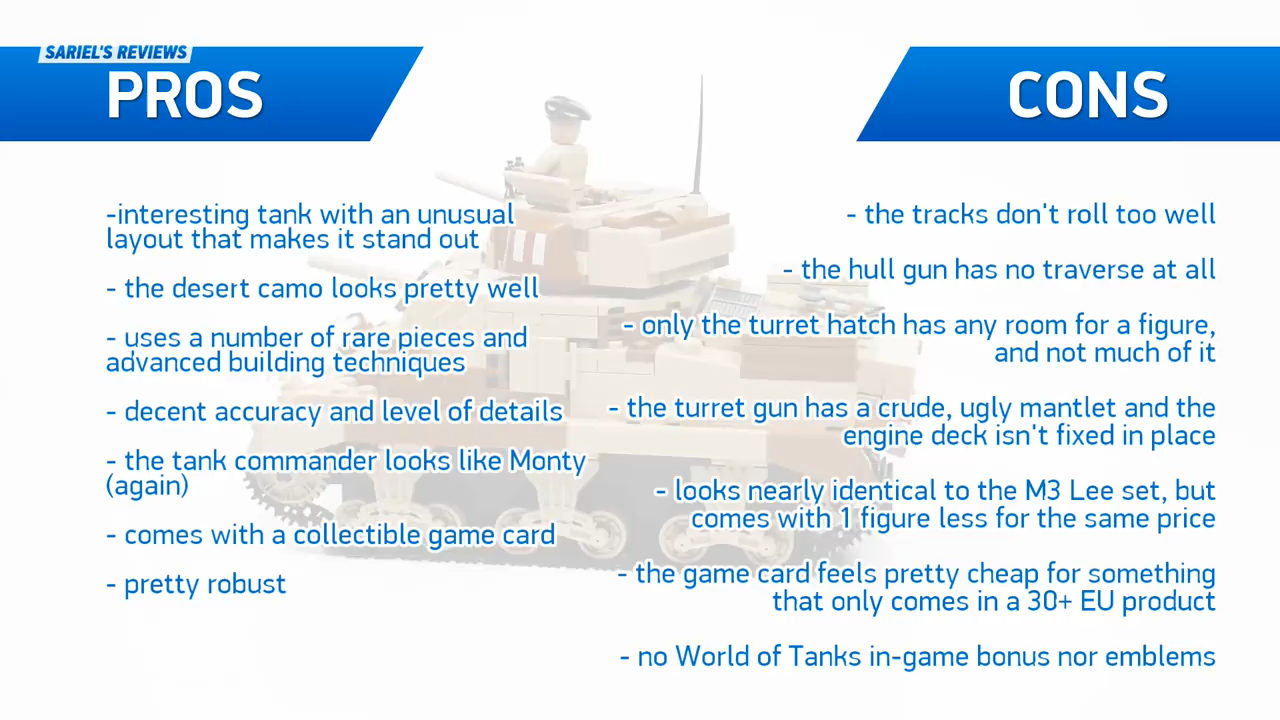 SARIEL'S REVIEWS
PROS
-interesting tank with an unusual
layout that makes it stand out
- the desert camo looks pretty well
- uses a number of rare pieces and
advanced building techniques
- decent accuracy and level of details
- the tank commander looks like Monty
(again)
- comes with a collectible game card
- pretty robust
CONS
- the tracks don't roll too well
- the hull gun has no traverse at all
- only the turret hatch has any room for a figure,
and not much of it
- the turret gun has a crude, ugly mantlet and the
engine deck isn't fixed in place
- looks nearly identical to the M3 Lee set, but
comes with 1 figure less for the same price
- the game card feels pretty cheap for something
that only comes in a 30+ EU product
- no World of Tanks in-game bonus nor emblems